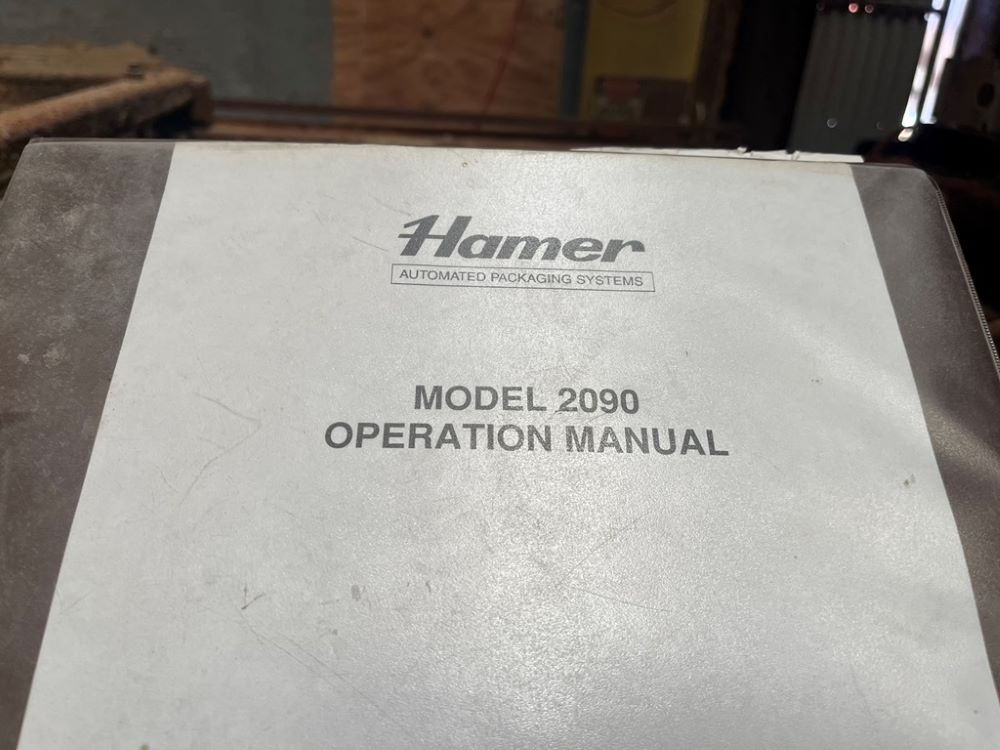 Hamer
AUTOMATED PACKAGING SYSTEMS
MODEL 2090
OPERATION MANUAL